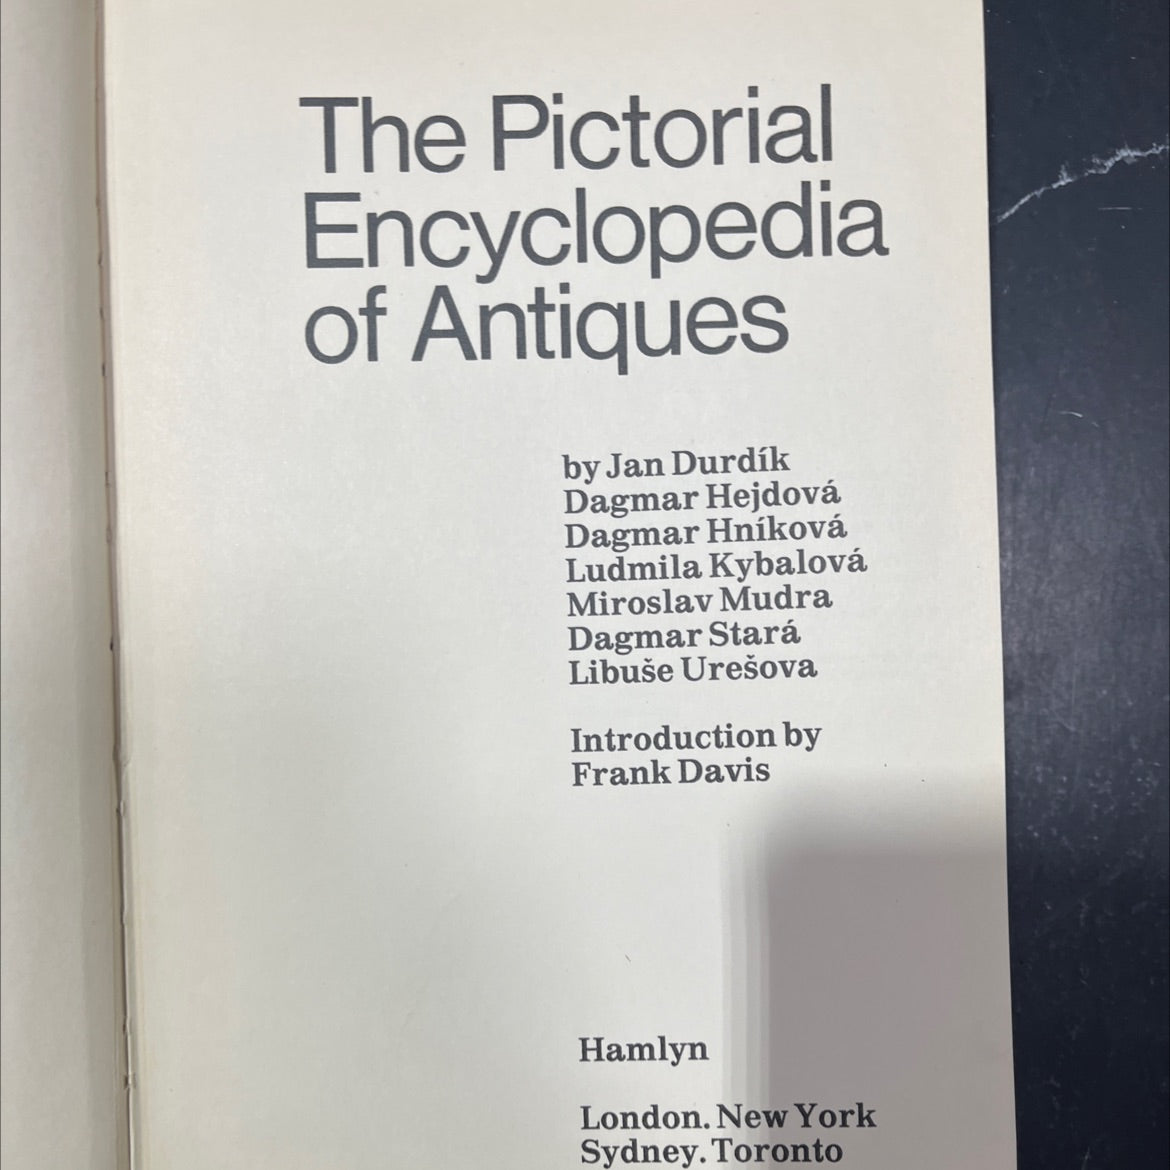 The Pictorial
Encyclopedia
of Antiques
by Jan Durdík
Dagmar Hejdová
Dagmar Hníková
Ludmila Kybalová
Miroslav Mudra
Dagmar Stará
Libuše Urešova
Introduction by
Frank Davis
Hamlyn
London. New York
Sydney. Toronto